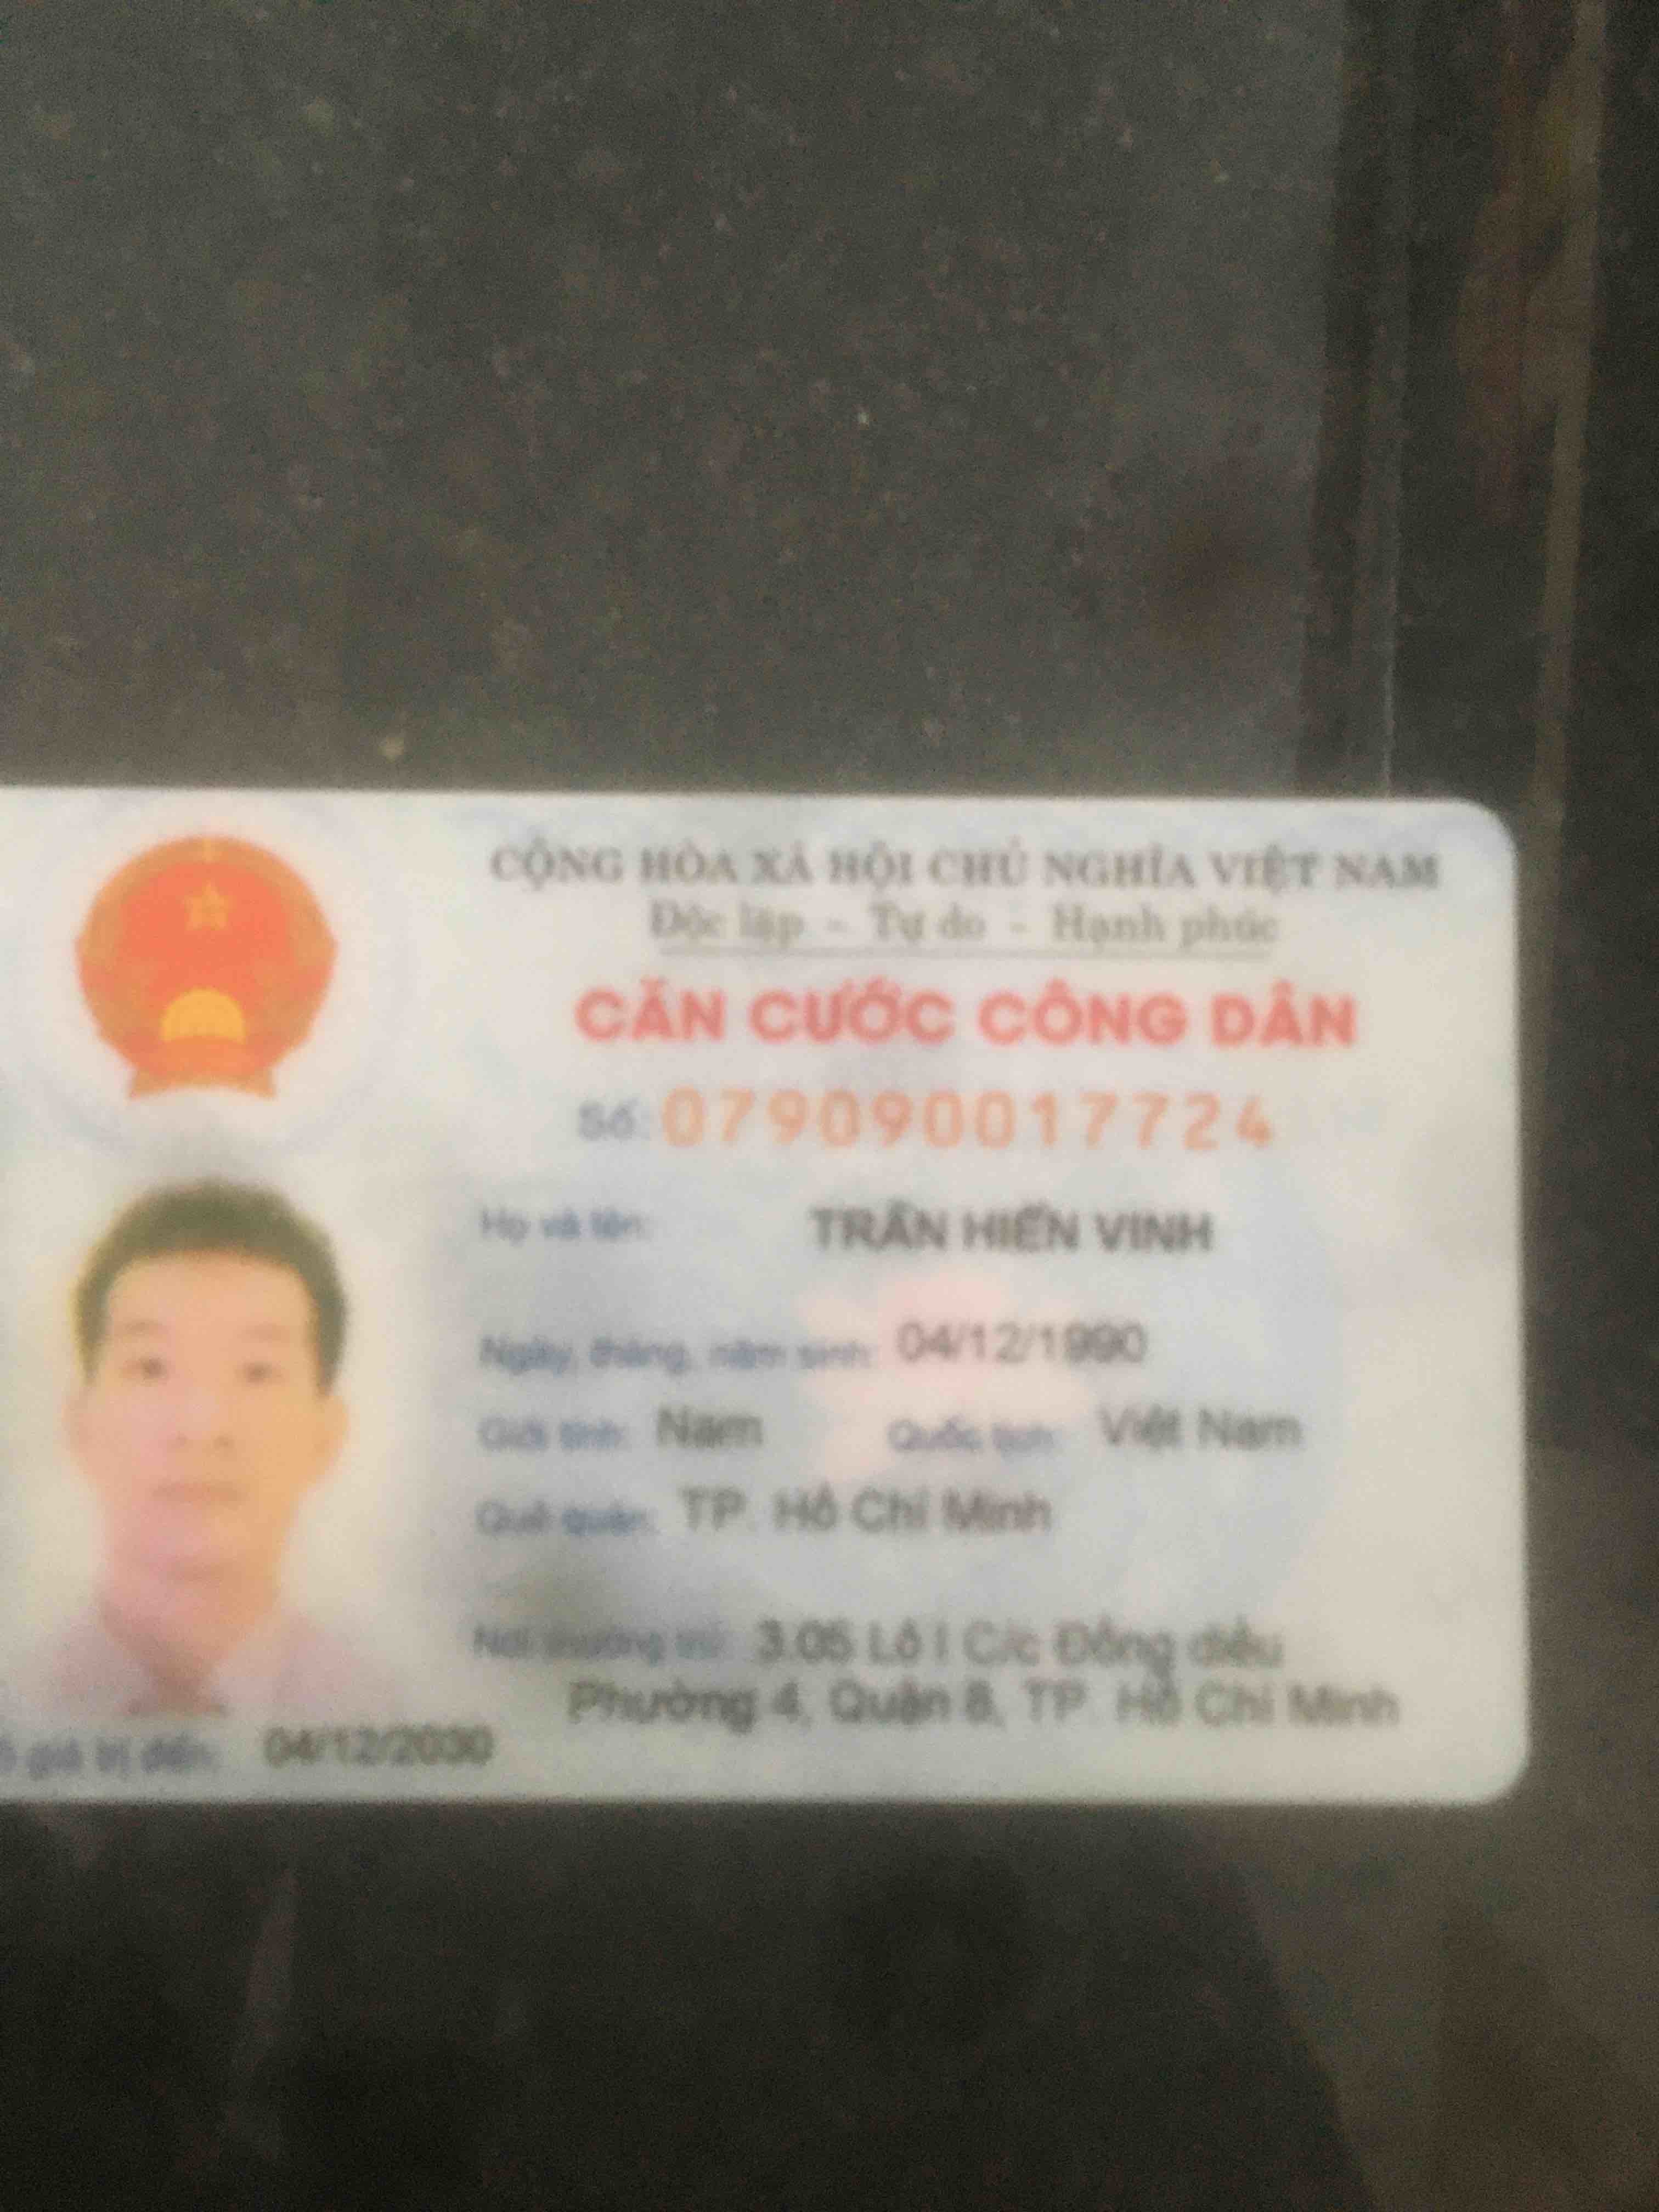 CỘNG HÒA XÃ HỘI CHỦ NGHĨA VIỆT NAM
Độc lập - Tự do - Hạnh phúc
CĂN CƯỚC CÔNG DÂN
Số: 079090017724
Họ và tên: TRẦN HIỂN VINH
Ngày, tháng, năm sinh: 04/12/1990
Giới tính: Nam Quốc tịch: Việt Nam
Quê quán: TP. Hồ Chí Minh
Nơi thường trú: 3.05 Lô I C/c Đồng diều
Phường 4, Quận 8, TP. Hồ Chí Minh
ó giá trị đến: 04/12/2030